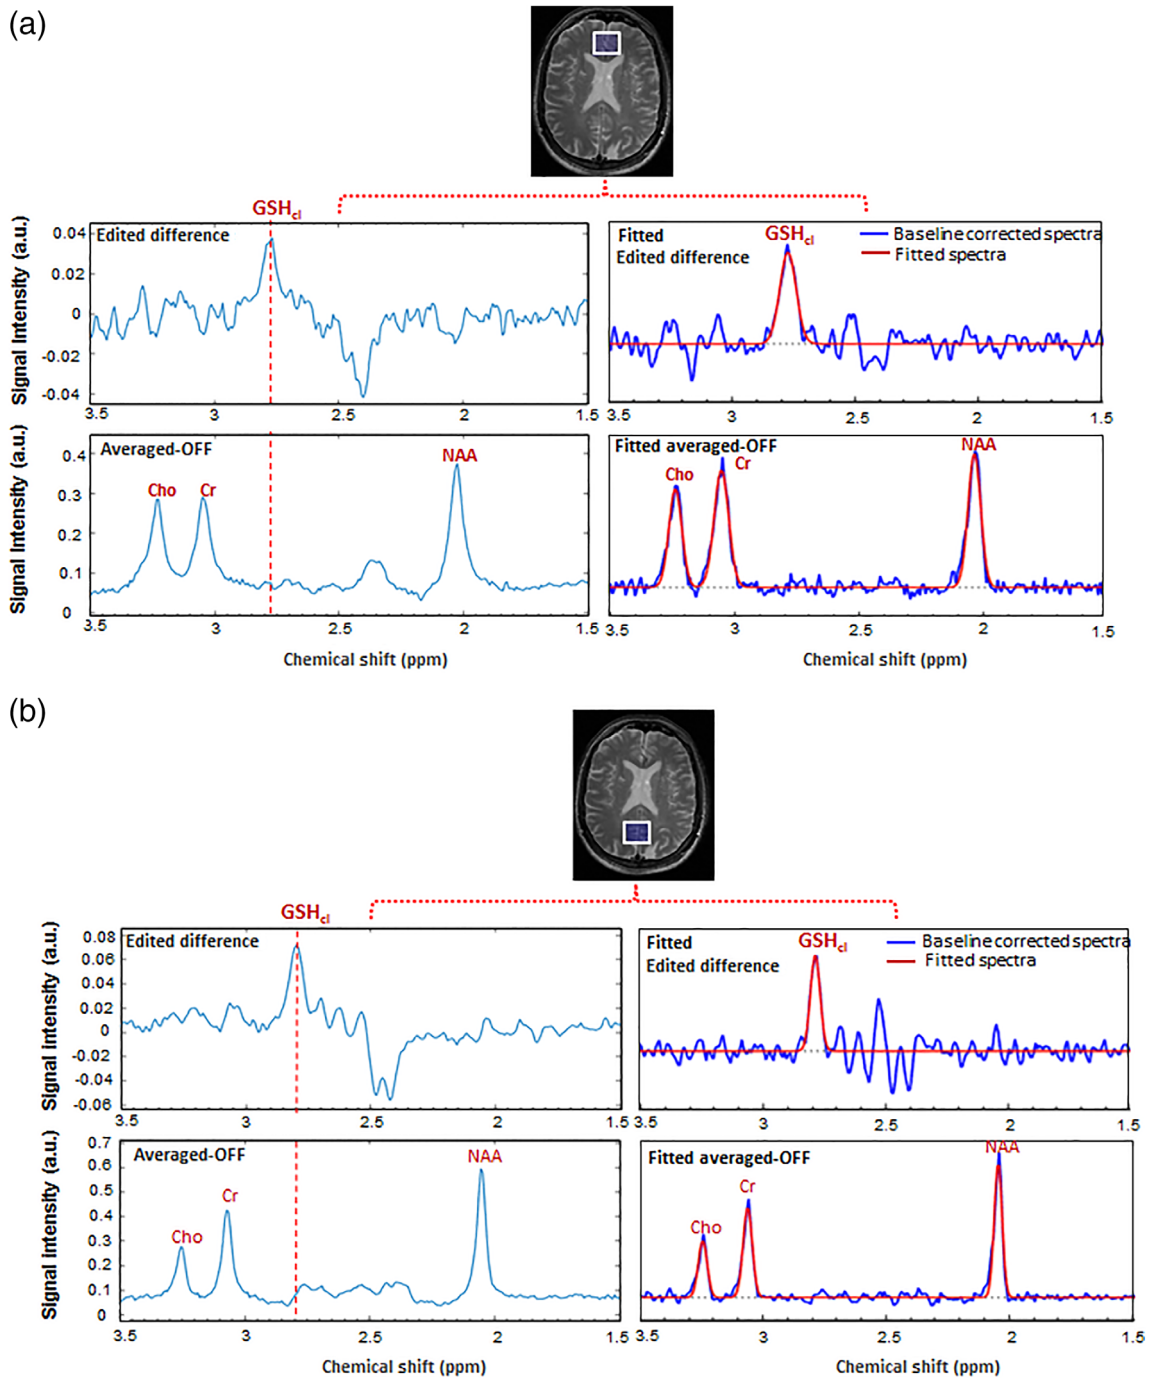 (a)
GSHcl
Edited difference
Signal Intensity (a.u.)
0.04
0.02
0
-0.02
-0.04
3.5
3
2.5
2
1.5
Fitted
Edited difference
GSHcl
Baseline corrected spectra
Fitted spectra
3.5
3
2.5
2
1.5
Averaged-OFF
Signal Intensity (a.u.)
0.4
0.3
0.2
0.1
0
Cho
Cr
NAA
3.5
3
2.5
2
1.5
Chemical shift (ppm)
Fitted averaged-OFF
Cho
Cr
NAA
3.5
3
2.5
2
1.5
Chemical shift (ppm)
(b)
GSHcl
Edited difference
Signal Intensity (a.u.)
0.08
0.06
0.04
0.02
0
-0.02
-0.04
-0.06
3.5
3
2.5
2
1.5
Fitted
Edited difference
GSHcl
Baseline corrected spectra
Fitted spectra
3.5
3
2.5
2
1.5
Averaged-OFF
Signal intensity (a.u.)
0.7
0.6
0.5
0.4
0.3
0.2
0.1
0
Cho
Cr
NAA
3.5
3
2.5
2
1.5
Chemical shift (ppm)
Fitted averaged-OFF
Cho
Cr
NAA
3.5
3
2.5
2
1.5
Chemical shift (ppm)